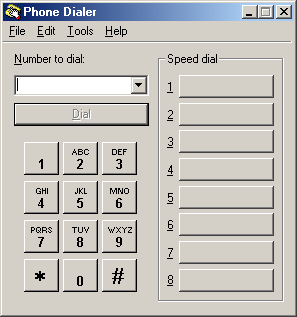 Phone Dialer
File Edit Tools Help
Number to dial:
Dial
1 ABC 2 DEF 3
GHI 4 JKL 5 MNO 6
PQRS 7 TUV 8 WXYZ 9
* 0 #
Speed dial
1
2
3
4
5
6
7
8